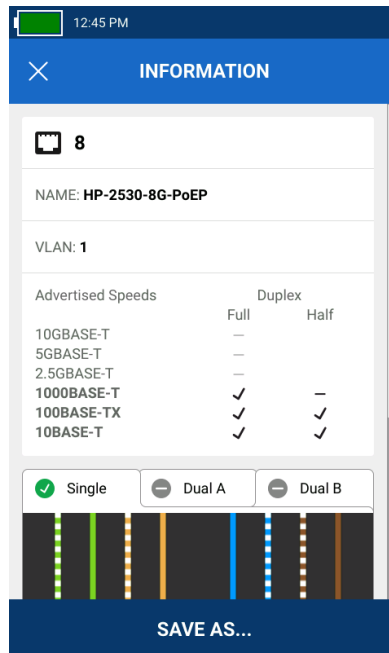 12:45 PM
INFORMATION
8
NAME: HP-2530-8G-PoEP
VLAN: 1
Advertised Speeds Duplex
Full Half
10GBASE-T –
5GBASE-T –
2.5GBASE-T –
1000BASE-T ✓ –
100BASE-TX ✓ ✓
10BASE-T ✓ ✓
Single Dual A Dual B
SAVE AS...